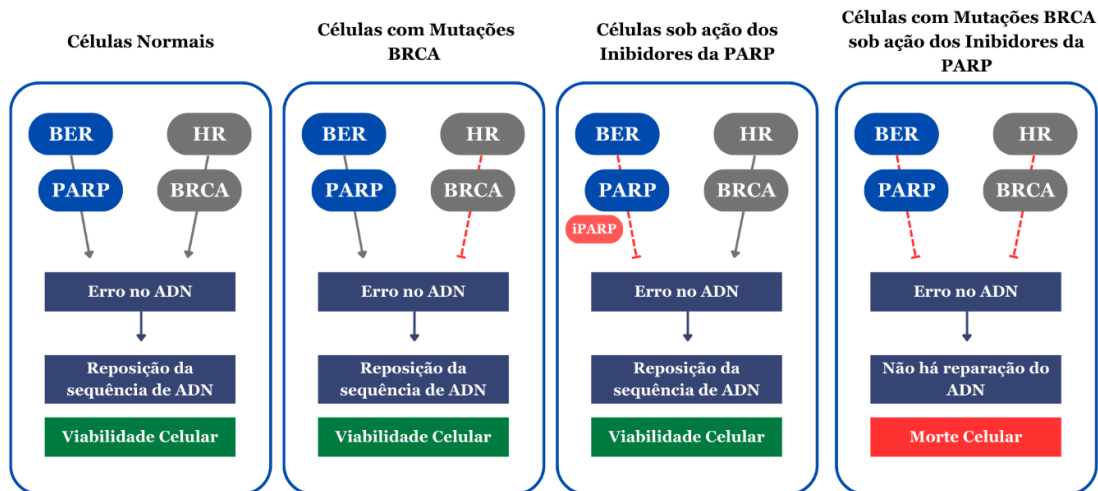 Células Normais
BER
HR
PARP
BRCA
Erro no ADN
Reposição da
sequência de ADN
Viabilidade Celular
Células com Mutações
BRCA
BER
HR
PARP
BRCA
Erro no ADN
Reposição da
sequência de ADN
Viabilidade Celular
Células sob ação dos
Inibidores da PARP
BER
HR
PARP
BRCA
iPARP
Erro no ADN
Reposição da
sequência de ADN
Viabilidade Celular
Células com Mutações BRCA
sob ação dos Inibidores da
PARP
BER
HR
PARP
BRCA
Erro no ADN
Não há reparação do
ADN
Morte Celular